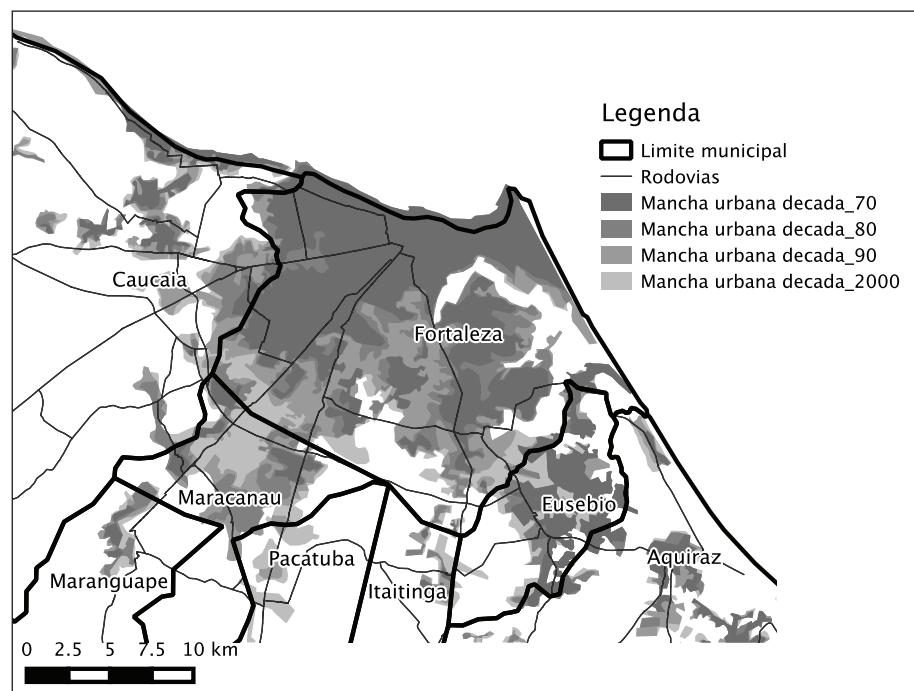 Legenda
Limite municipal
Rodovias
Mancha urbana decada_70
Mancha urbana decada_80
Mancha urbana decada_90
Mancha urbana decada_2000
Caucaia
Fortaleza
Maracanau
Eusebio
Pacatuba
Aquiraz
Maranguape
Itaitinga
0 2.5 5 7.5 10 km